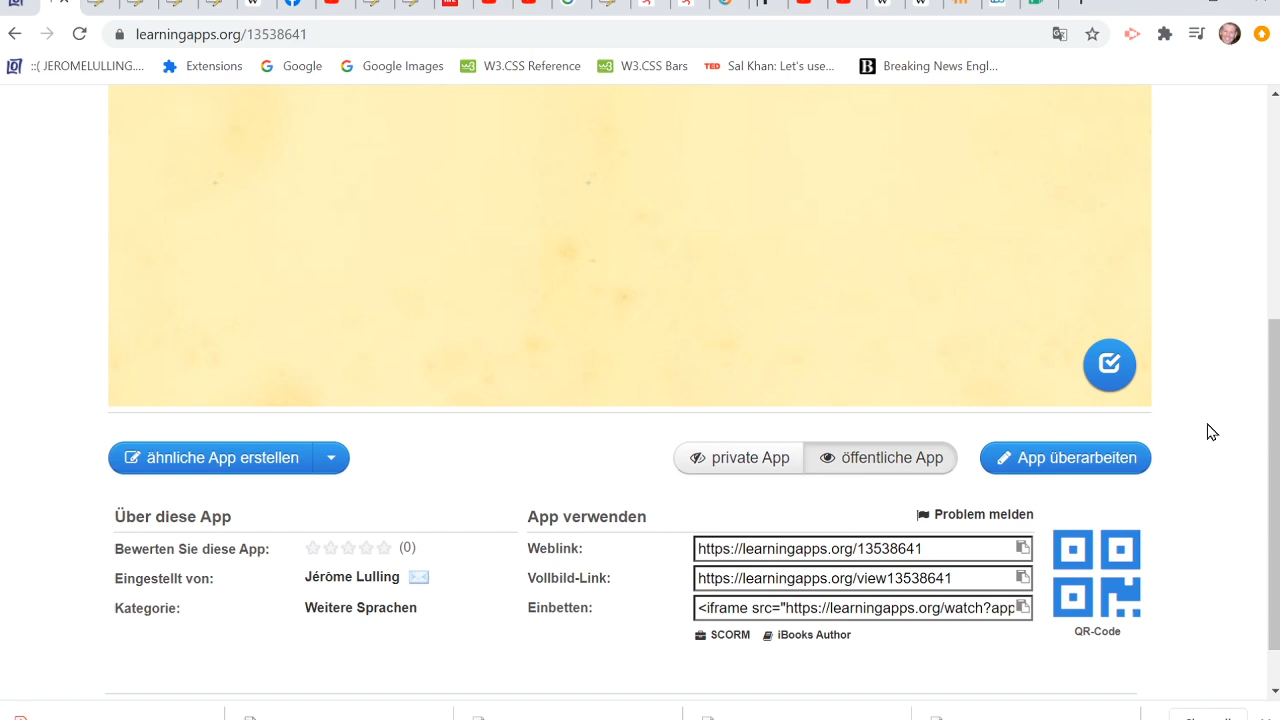 learningapps.org/13538641
::( JEROMELULLING.... Extensions Google Google Images W3.CSS Reference W3.CSS Bars TED Sal Khan: Let's use... B Breaking News Engl...
ähnliche App erstellen private App öffentliche App App überarbeiten
Über diese App App verwenden Problem melden
Bewerten Sie diese App: (0) Weblink: https://learningapps.org/13538641
Eingestellt von: Jérôme Lulling Vollbild-Link: https://learningapps.org/view13538641
Kategorie: Weitere Sprachen Einbetten: <iframe src="https://learningapps.org/watch?app
SCORM iBooks Author QR-Code